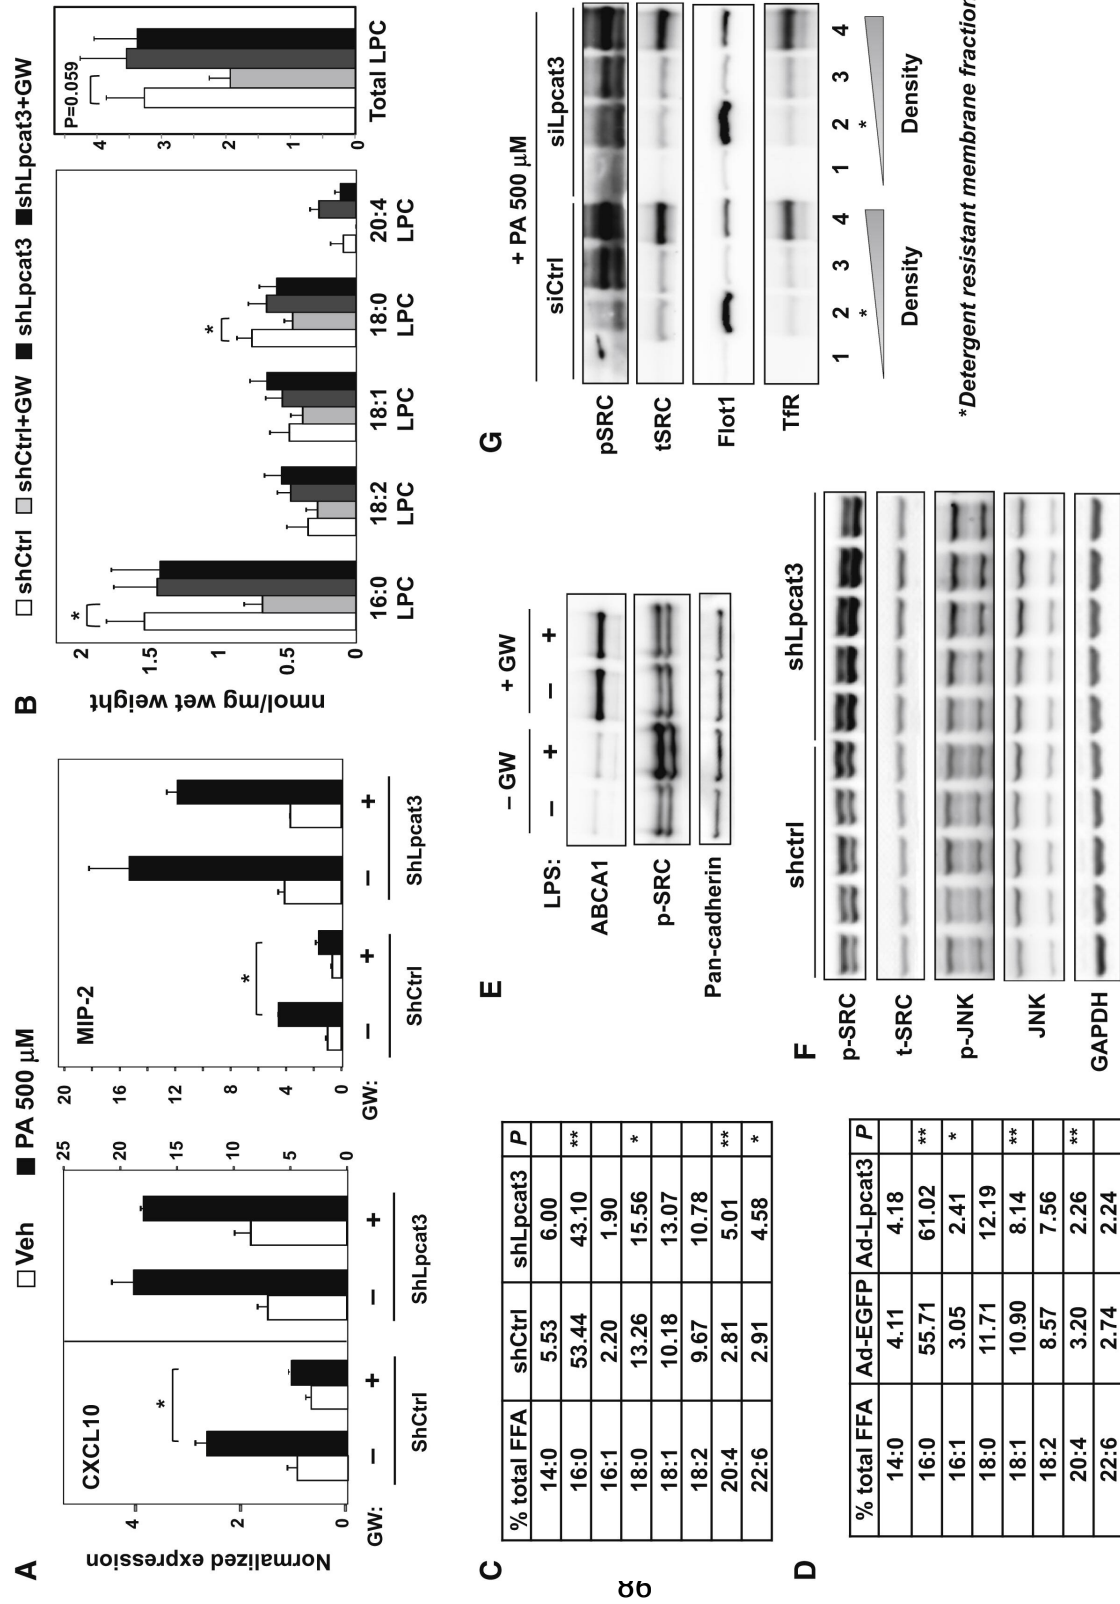 A
□ Veh ■ PA 500 μM
Normalized expression
CXCL10
4
2
0
25
20
15
10
5
0
*
GW:
– + – +
ShCtrl ShLpcat3
MIP-2
20
16
12
8
4
0
*
GW:
– + – +
ShCtrl ShLpcat3
B
□ shCtrl ■ shCtrl+GW ■ shLpcat3 ■ shLpcat3+GW
nmol/mg wet weight
2
1.5
1
0.5
0
*
*
16:0 18:2 18:1 18:0 20:4
LPC LPC LPC LPC LPC
4
3
2
1
0
P=0.059
Total LPC
C
% total FFA shCtrl shLpcat3 P
14:0 5.53 6.00
16:0 53.44 43.10 **
16:1 2.20 1.90
18:0 13.26 15.56 *
18:1 10.18 13.07
18:2 9.67 10.78
20:4 2.81 5.01 **
22:6 2.91 4.58 *
D
% total FFA Ad-EGFP Ad-Lpcat3 P
14:0 4.11 4.18
16:0 55.71 61.02 **
16:1 3.05 2.41 *
18:0 11.71 12.19
18:1 10.90 8.14 **
18:2 8.57 7.56
20:4 3.20 2.26 **
22:6 2.74 2.24
E
– GW + GW
LPS: – + – +
ABCA1
p-SRC
Pan-cadherin
F
shctrl shLpcat3
p-SRC
t-SRC
p-JNK
JNK
GAPDH
G
+ PA 500 μM
siCtrl siLpcat3
pSRC
tSRC
Flot1
TfR
1 2 3 4 1 2 3 4
* *
Density Density
*Detergent resistant membrane fraction
98